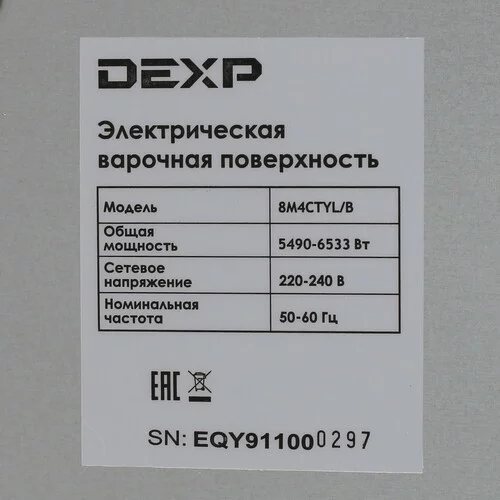 DEXP
Электрическая
варочная поверхность
Модель 8M4CTYL/B
Общая
мощность 5490-6533 Вт
Сетевое
напряжение 220-240 В
Номинальная
частота 50-60 Гц
EAC
SN: EQY911000297